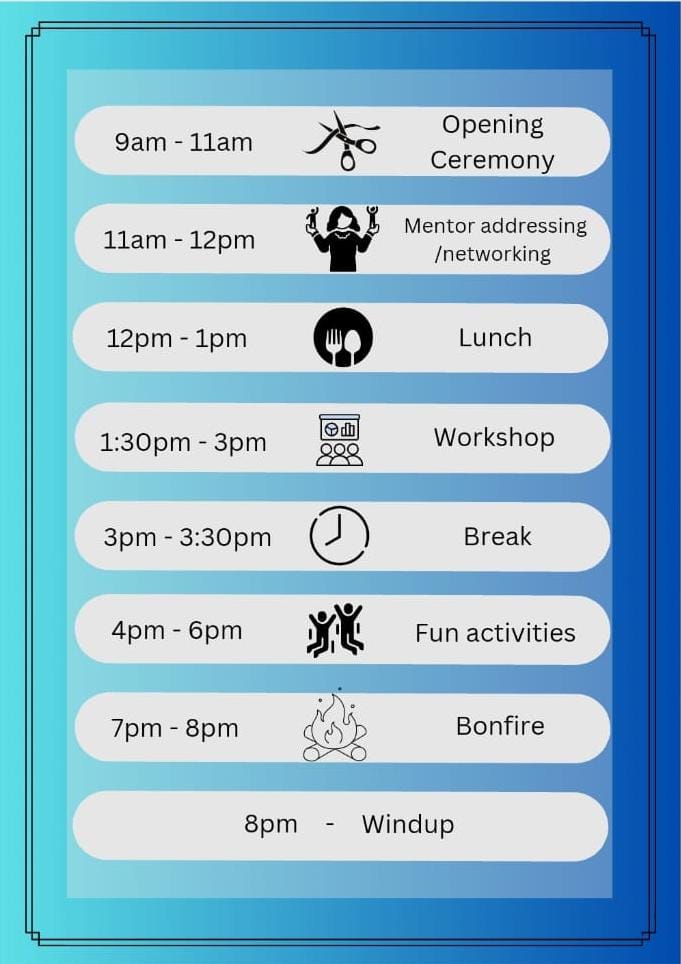 9am - 11am
Opening
Ceremony
11am - 12pm
Mentor addressing
/networking
12pm - 1pm
Lunch
1:30pm - 3pm
Workshop
3pm - 3:30pm
Break
4pm - 6pm
Fun activities
7pm - 8pm
Bonfire
8pm - Windup